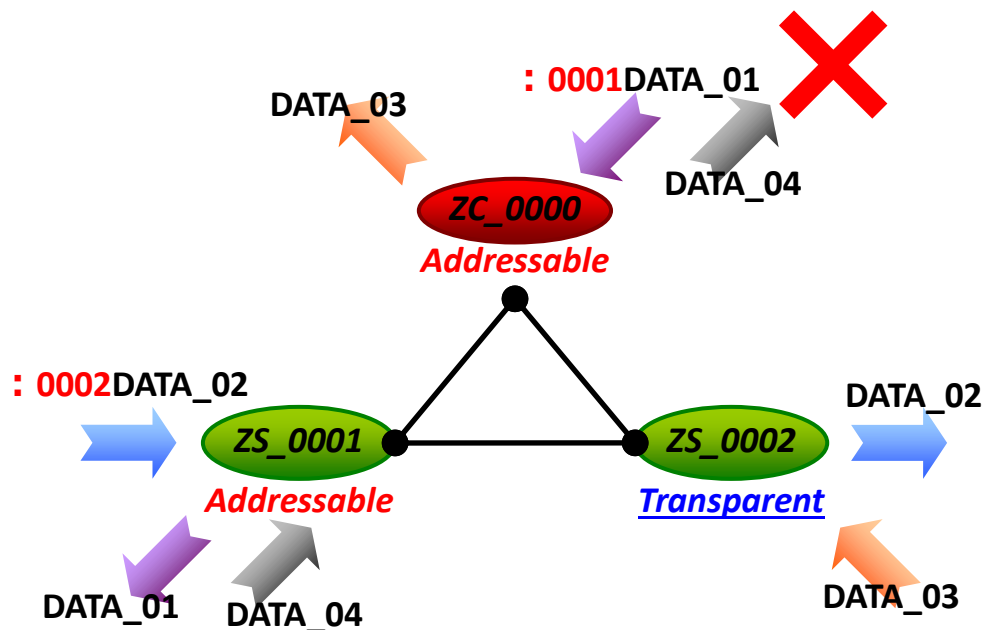 : 0001DATA_01
DATA_03
DATA_04
ZC_0000
Addressable
: 0002DATA_02
DATA_02
ZS_0001
ZS_0002
Addressable
Transparent
DATA_01
DATA_04
DATA_03